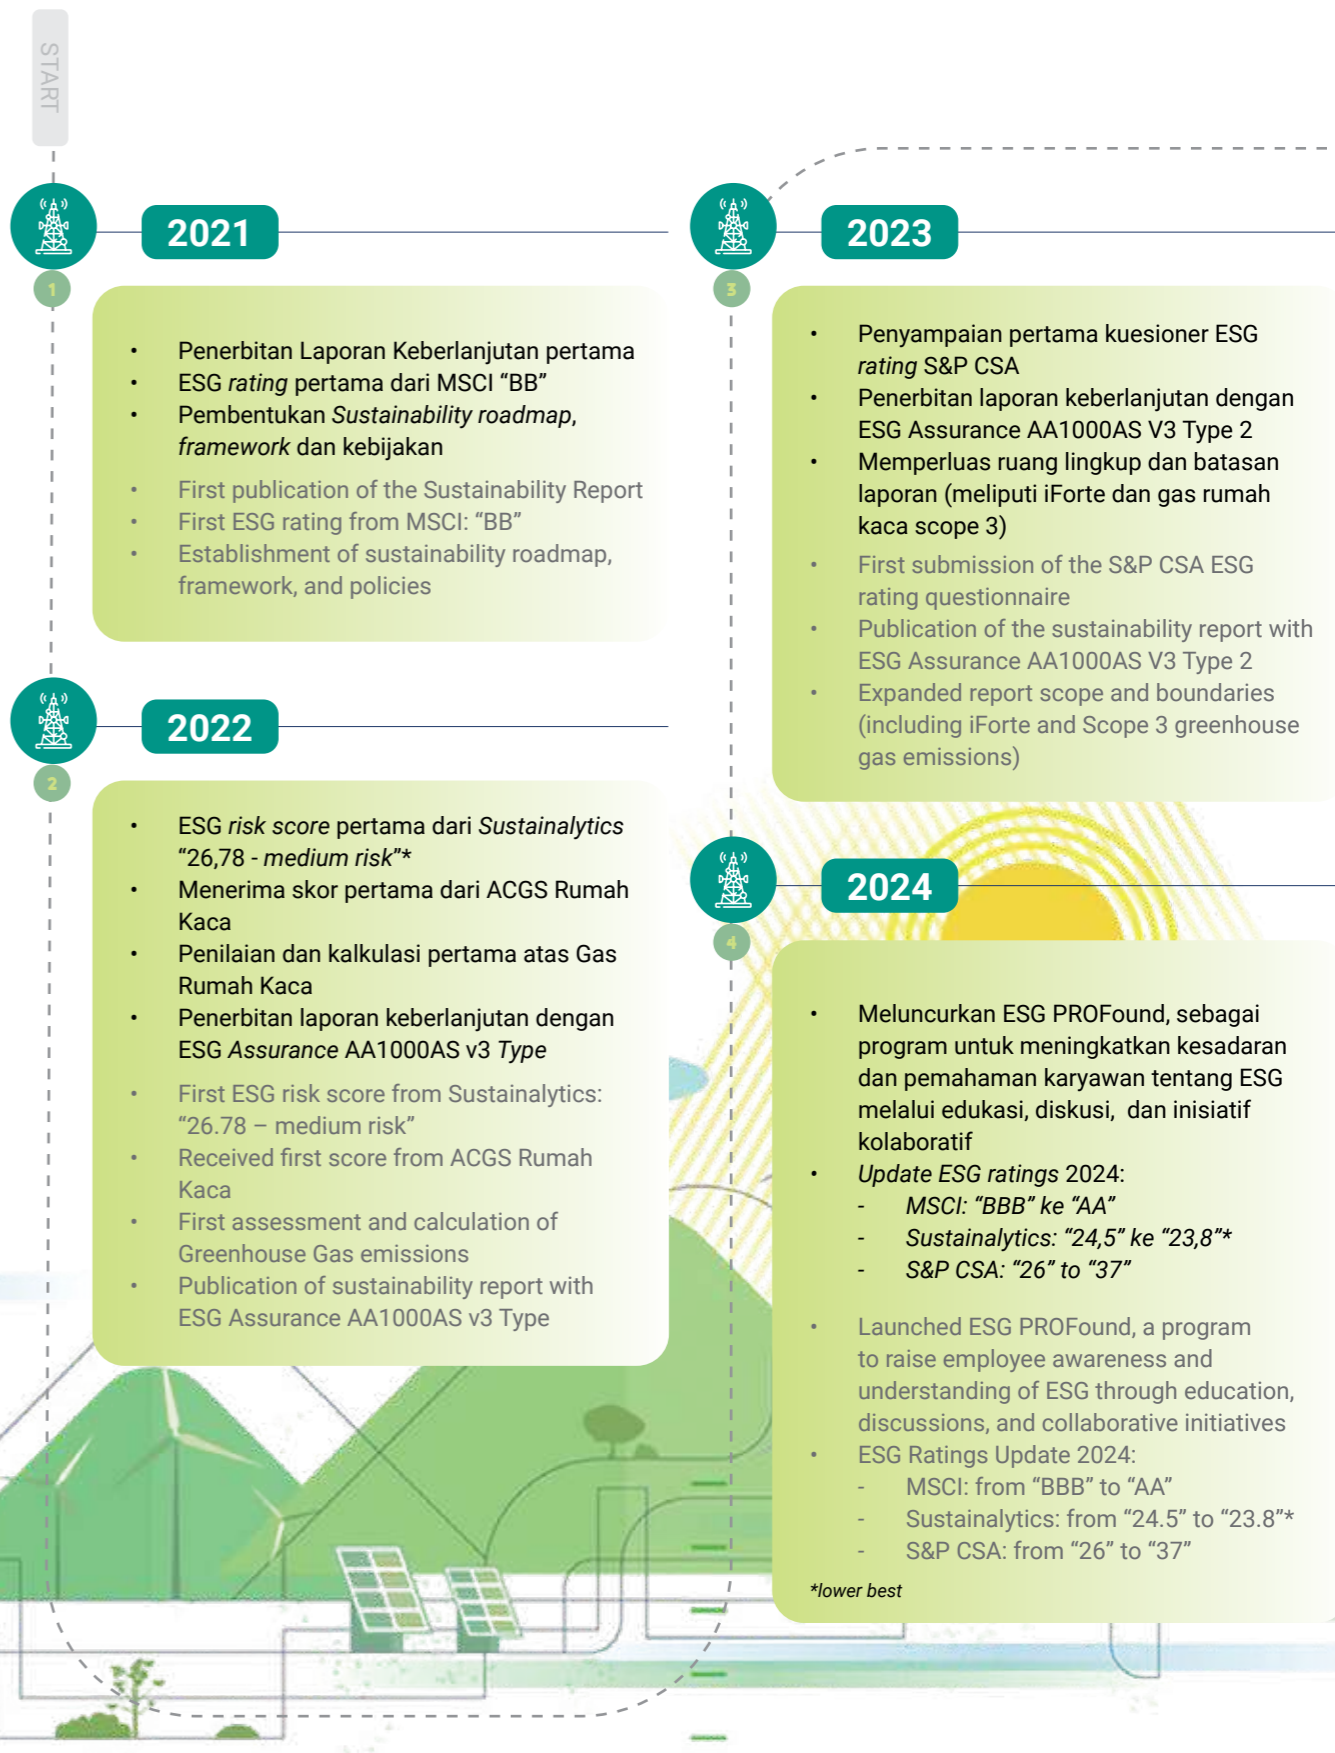 START
2021
1
• Penerbitan Laporan Keberlanjutan pertama
• ESG rating pertama dari MSCI “BB”
• Pembentukan Sustainability roadmap,
framework dan kebijakan
• First publication of the Sustainability Report
• First ESG rating from MSCI: “BB”
• Establishment of sustainability roadmap,
framework, and policies
2022
2
• ESG risk score pertama dari Sustainalytics
“26,78 - medium risk”*
• Menerima skor pertama dari ACGS Rumah
Kaca
• Penilaian dan kalkulasi pertama atas Gas
Rumah Kaca
• Penerbitan laporan keberlanjutan dengan
ESG Assurance AA1000AS v3 Type
• First ESG risk score from Sustainalytics:
“26.78 – medium risk”
• Received first score from ACGS Rumah
Kaca
• First assessment and calculation of
Greenhouse Gas emissions
• Publication of sustainability report with
ESG Assurance AA1000AS v3 Type
2023
3
• Penyampaian pertama kuesioner ESG
rating S&P CSA
• Penerbitan laporan keberlanjutan dengan
ESG Assurance AA1000AS V3 Type 2
• Memperluas ruang lingkup dan batasan
laporan (meliputi iForte dan gas rumah
kaca scope 3)
• First submission of the S&P CSA ESG
rating questionnaire
• Publication of the sustainability report with
ESG Assurance AA1000AS V3 Type 2
• Expanded report scope and boundaries
(including iForte and Scope 3 greenhouse
gas emissions)
2024
4
• Meluncurkan ESG PROFound, sebagai
program untuk meningkatkan kesadaran
dan pemahaman karyawan tentang ESG
melalui edukasi, diskusi, dan inisiatif
kolaboratif
• Update ESG ratings 2024:
- MSCI: “BBB” ke “AA”
- Sustainalytics: “24,5” ke “23,8”*
- S&P CSA: “26” to “37”
• Launched ESG PROFound, a program
to raise employee awareness and
understanding of ESG through education,
discussions, and collaborative initiatives
• ESG Ratings Update 2024:
- MSCI: from “BBB” to “AA”
- Sustainalytics: from “24.5” to “23.8”*
- S&P CSA: from “26” to “37”
*lower best